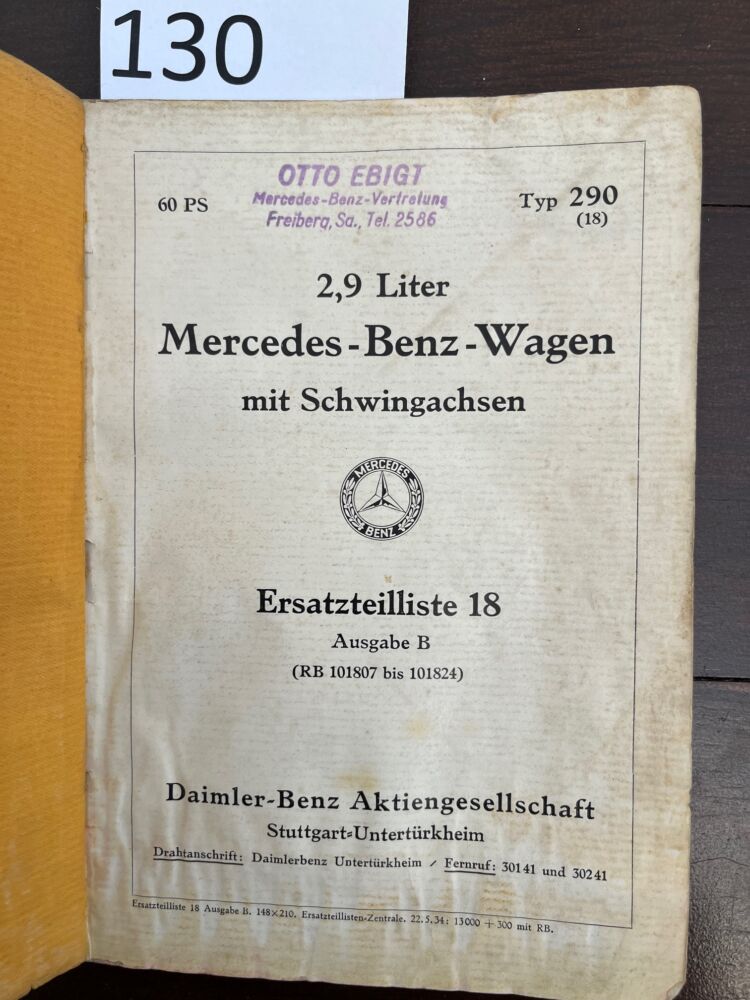 130
OTTO EBIGT
Mercedes-Benz-Vertretung
Freiberg, Sa., Tel. 2586
60 PS
Typ 290
(18)
2,9 Liter
Mercedes-Benz-Wagen
mit Schwingachsen
MERCEDES
BENZ
Ersatzteilliste 18
Ausgabe B
(RB 101807 bis 101824)
Daimler-Benz Aktiengesellschaft
Stuttgart-Untertürkheim
Drahtanschrift: Daimlerbenz Untertürkheim / Fernruf: 30141 und 30241
Ersatzteilliste 18 Ausgabe B. 148×210. Ersatzteillisten-Zentrale. 22.5.34: 13000 + 300 mit RB.